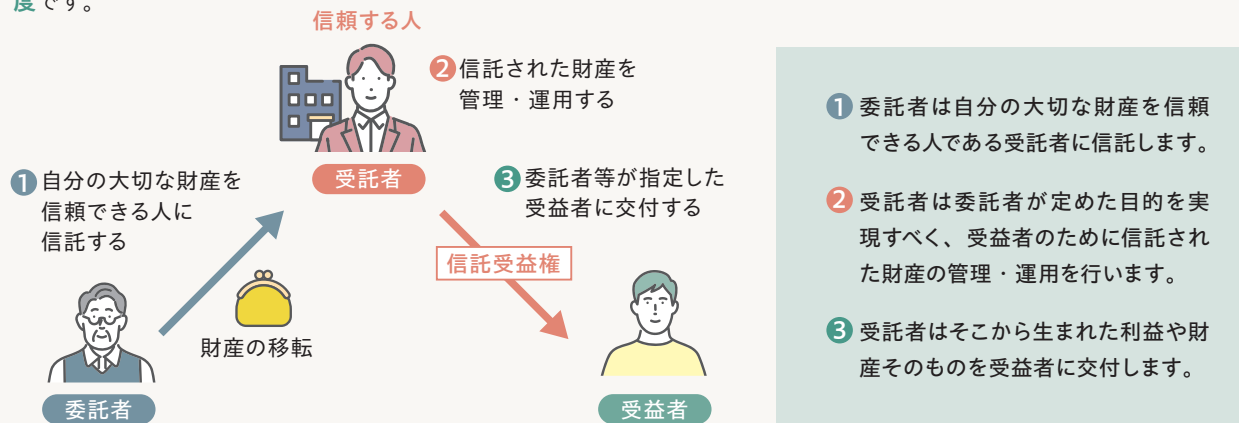 度です。
信頼する人
❷信託された財産を
管理・運用する
受託者
❶自分の大切な財産を
信頼できる人に
信託する
❸委託者等が指定した
受益者に交付する
信託受益権
財産の移転
委託者
受益者
❶委託者は自分の大切な財産を信頼
できる人である受託者に信託します。
❷受託者は委託者が定めた目的を実
現すべく、受益者のために信託され
た財産の管理・運用を行います。
❸受託者はそこから生まれた利益や財
産そのものを受益者に交付します。